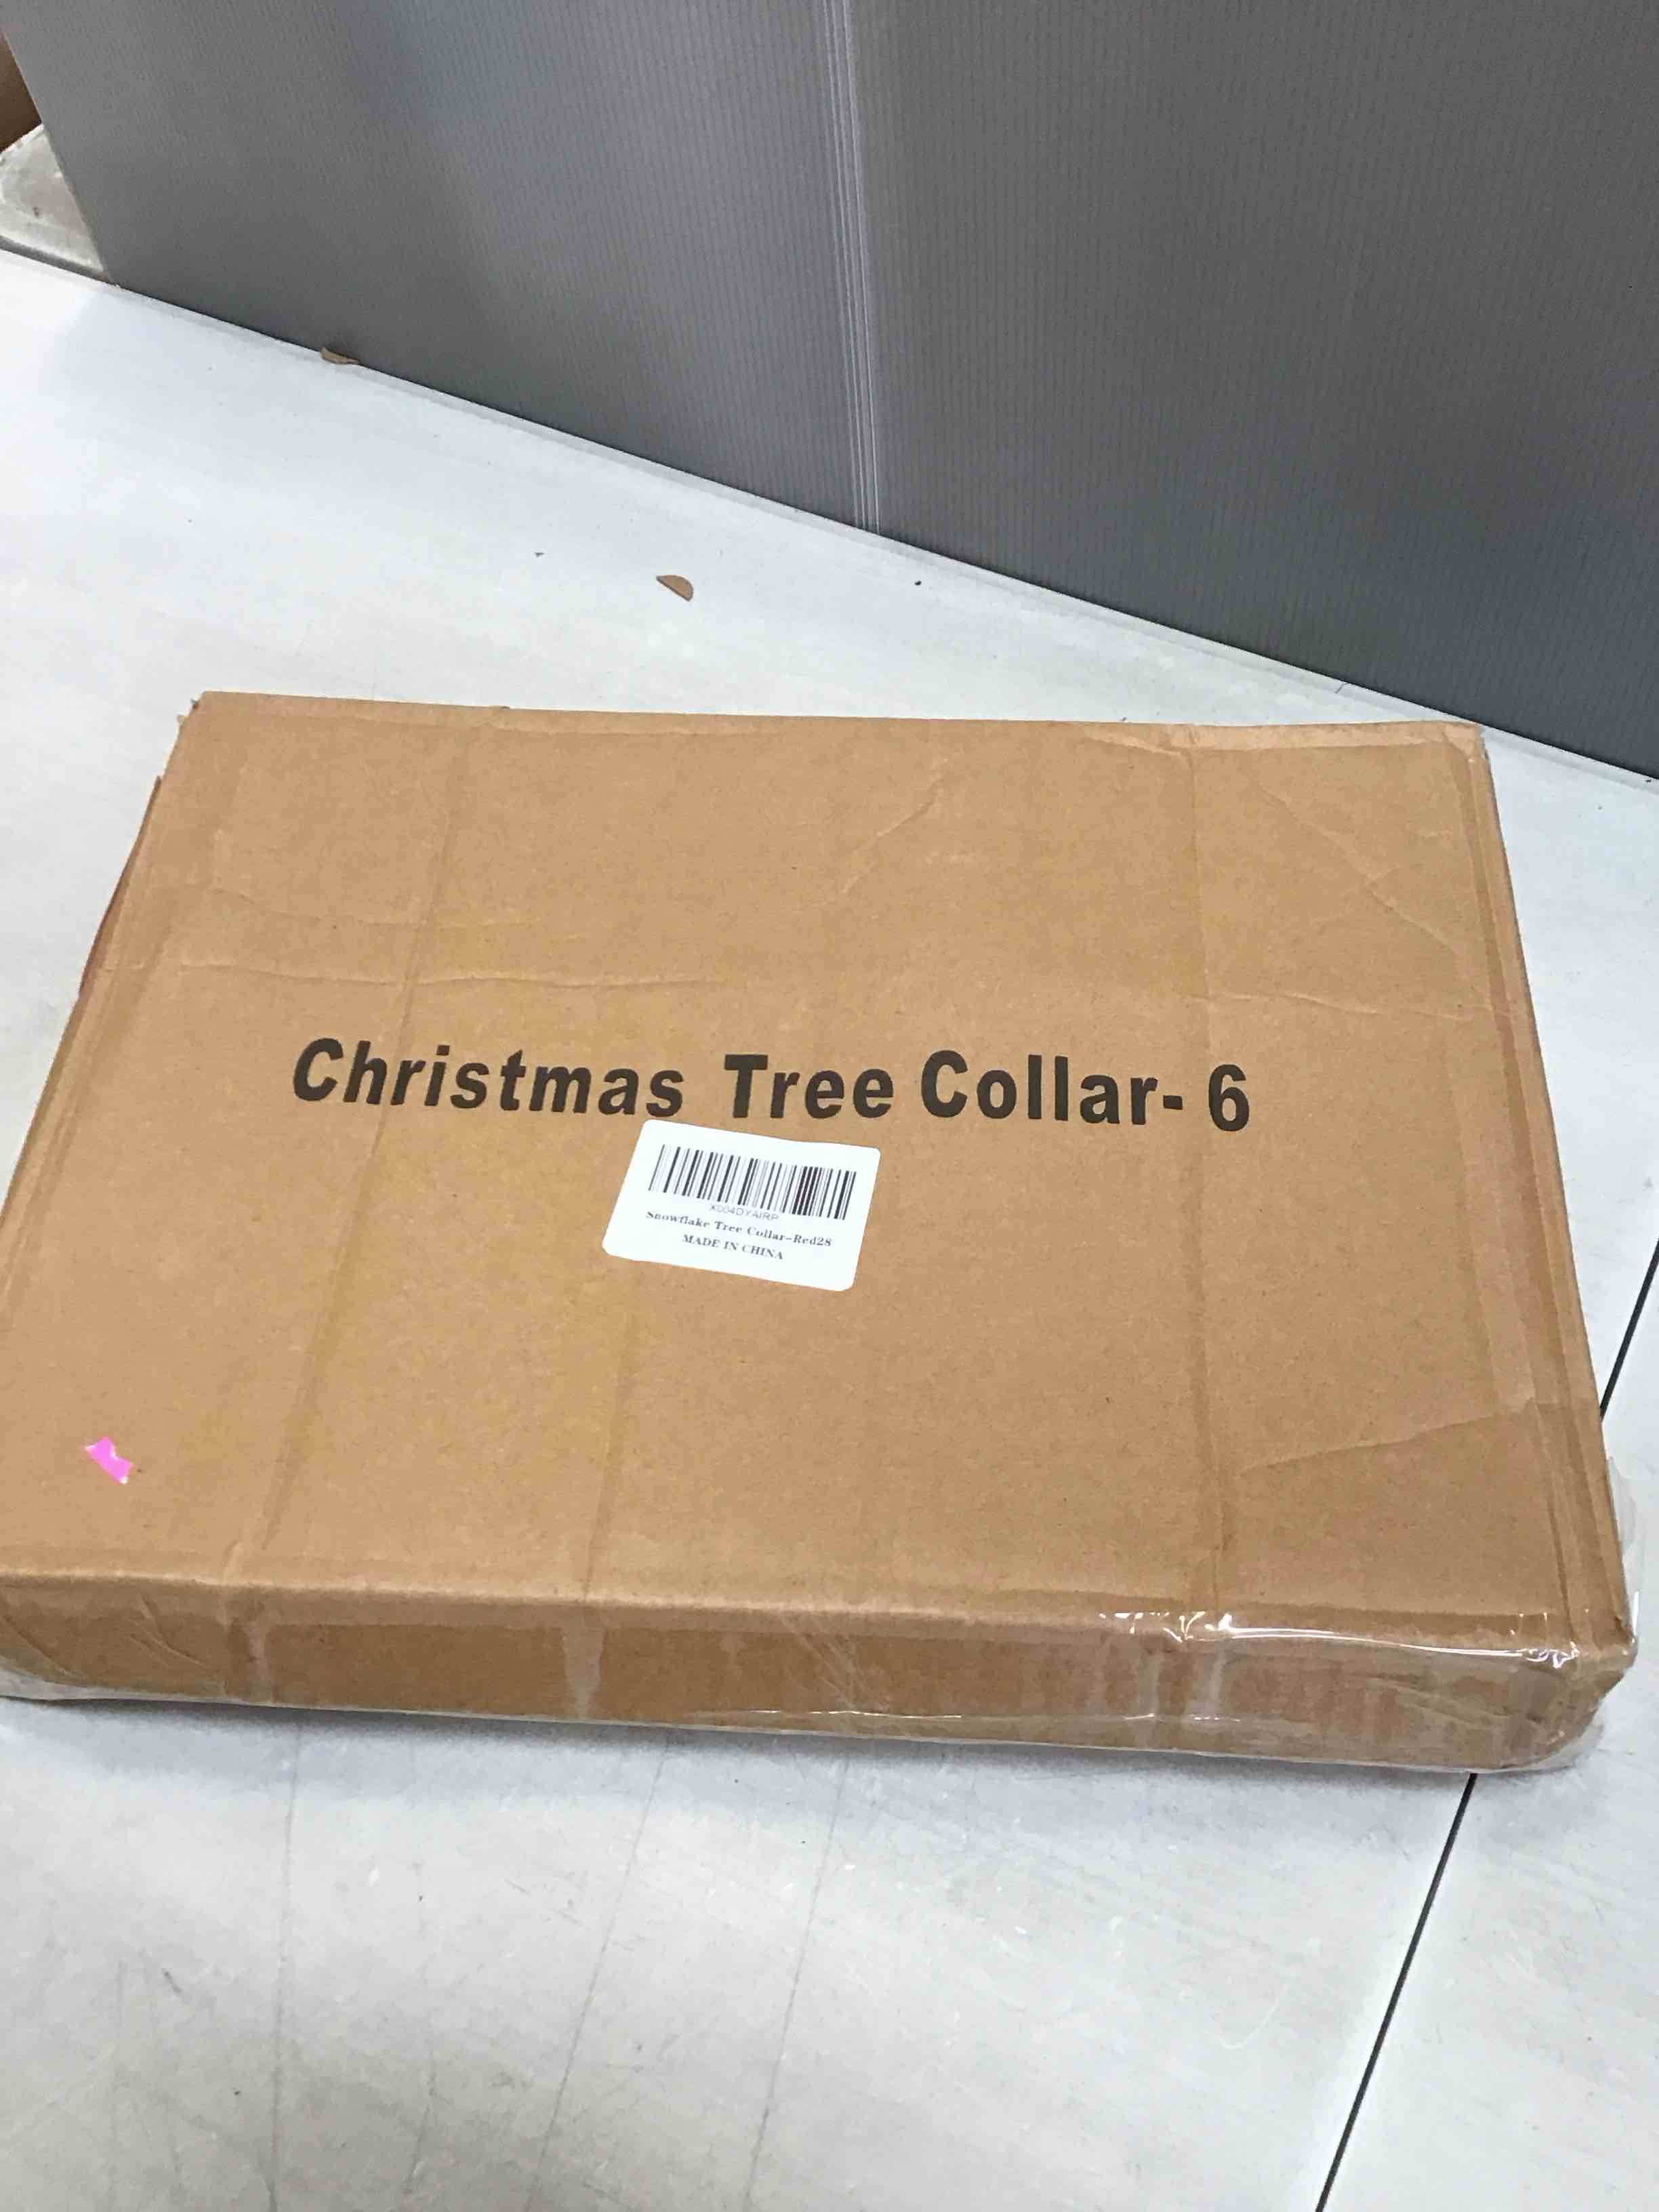 Christmas Tree Collar- 6
X004DYAIRP
Snowflake Tree Collar-Red28
MADE IN CHINA